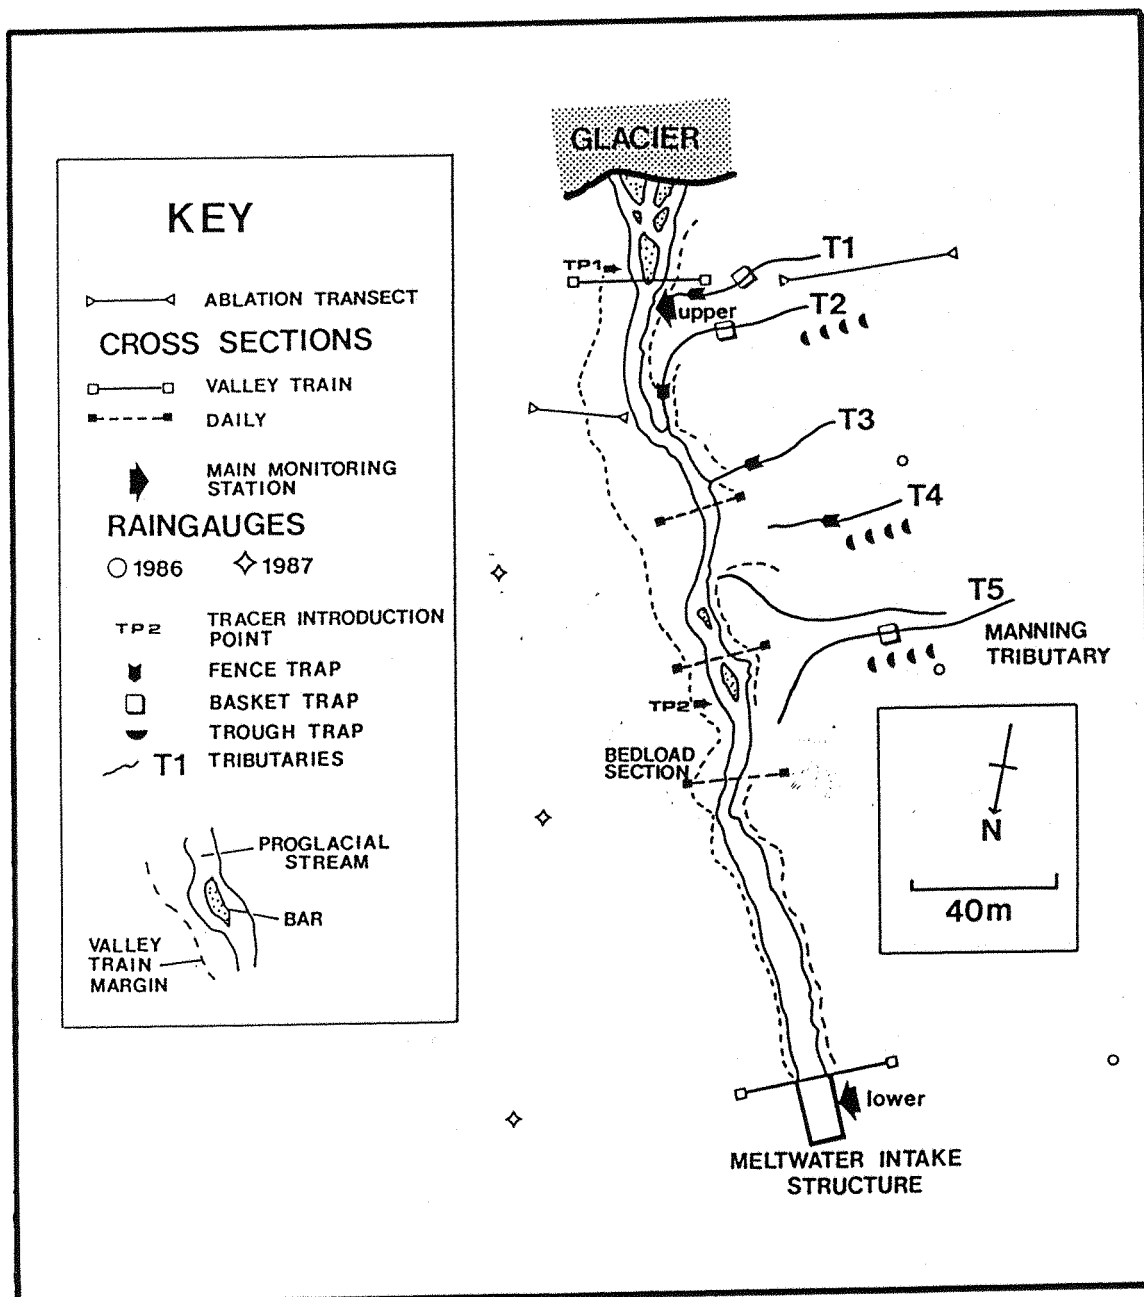 KEY
ABLATION TRANSECT
CROSS SECTIONS
VALLEY TRAIN
DAILY
MAIN MONITORING
STATION
RAINGAUGES
1986
1987
TP2
TRACER INTRODUCTION
POINT
FENCE TRAP
BASKET TRAP
TROUGH TRAP
T1
TRIBUTARIES
PROGLACIAL
STREAM
BAR
VALLEY
TRAIN
MARGIN
GLACIER
TP1
T1
upper
T2
T3
T4
T5
MANNING
TRIBUTARY
TP2
BEDLOAD
SECTION
N
40m
lower
MELTWATER INTAKE
STRUCTURE